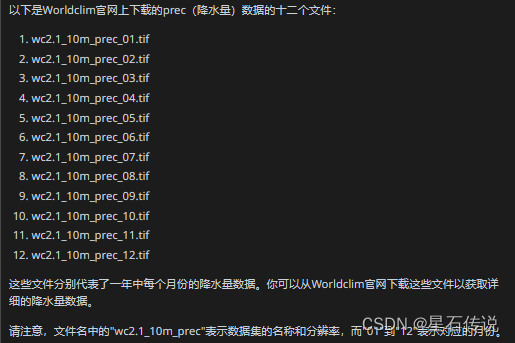 以下是Worldclim官网上下载的prec（降水量）数据的十二个文件：
1. wc2.1_10m_prec_01.tif
2. wc2.1_10m_prec_02.tif
3. wc2.1_10m_prec_03.tif
4. wc2.1_10m_prec_04.tif
5. wc2.1_10m_prec_05.tif
6. wc2.1_10m_prec_06.tif
7. wc2.1_10m_prec_07.tif
8. wc2.1_10m_prec_08.tif
9. wc2.1_10m_prec_09.tif
10. wc2.1_10m_prec_10.tif
11. wc2.1_10m_prec_11.tif
12. wc2.1_10m_prec_12.tif
这些文件分别代表了一年中每个月份的降水量数据。你可以从Worldclim官网下载这些文件以获取详
细的降水量数据。
请注意，文件名中的"wc2.1_10m_prec"表示数据集的名称和分辨率，而"01"到"12"表示对应的月份。
CSDN @星石传说